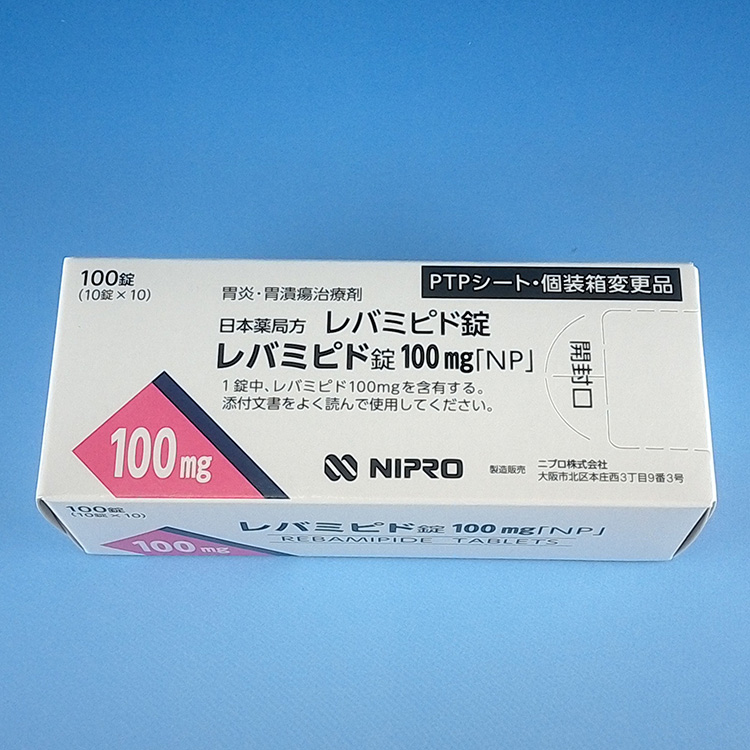 100錠
(10錠×10)
胃炎・胃潰瘍治療剤
PTPシート・個装箱変更品
日本薬局方 レバミピド錠
レバミピド錠 100mg「NP」
1錠中、レバミピド100mgを含有する。
添付文書をよく読んで使用してください。
開封口
100mg
NIPRO
製造販売 ニプロ株式会社
大阪市北区本庄西3丁目9番3号
100錠
(10錠×10)
レバミピド錠 100mg「NP」
REBAMIPIDE TABLETS
100mg